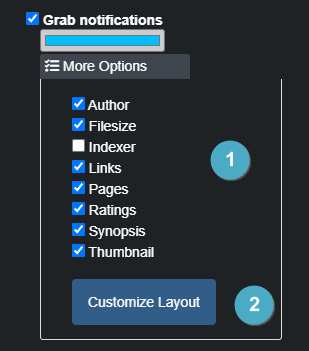 Grab notifications
More Options
Author
Filesize
Indexer
1
Links
Pages
Ratings
Synopsis
Thumbnail
Customize Layout
2